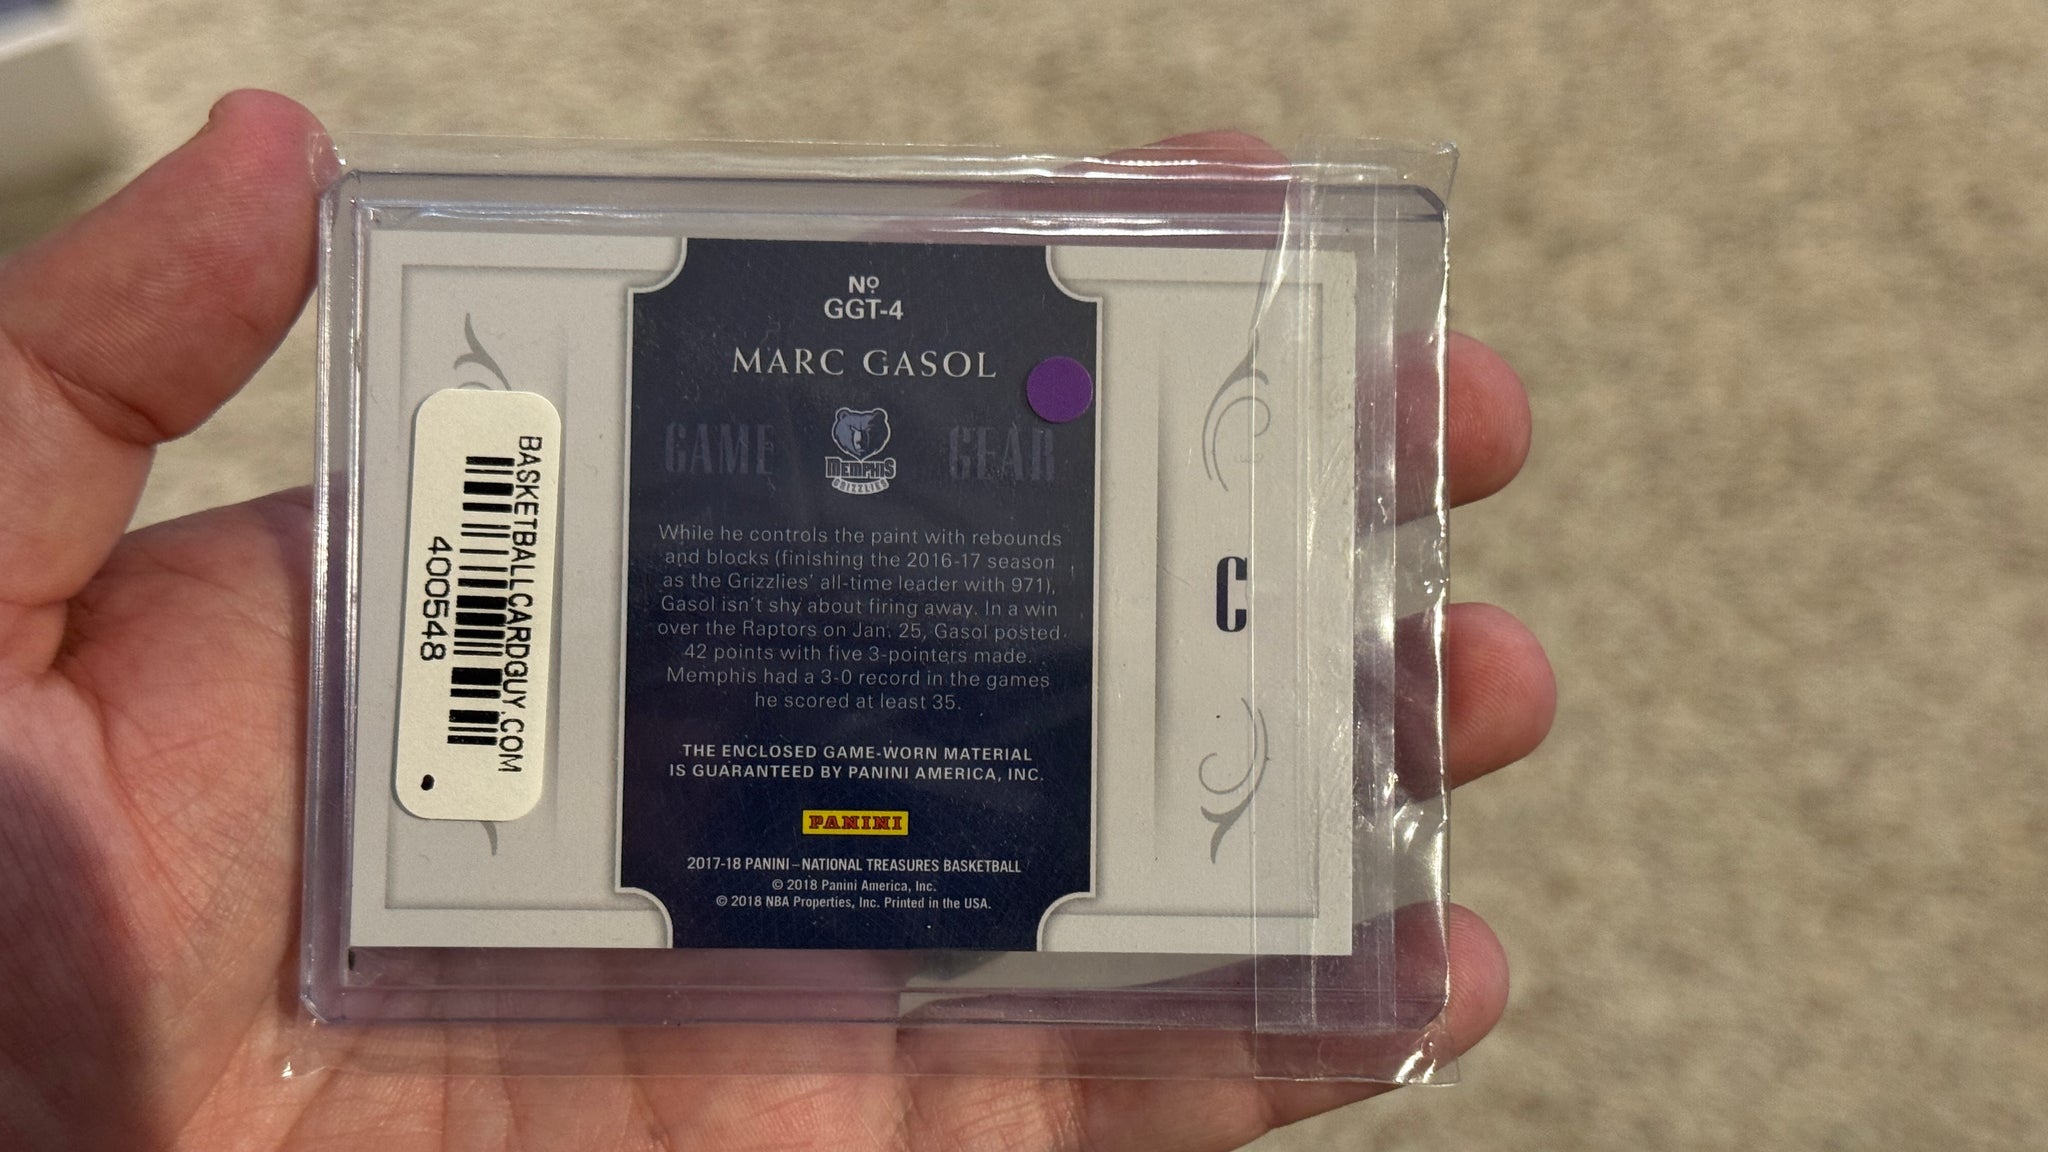 Nº
GGT-4
MARC GASOL
GAME GEAR
MEMPHIS
GRIZZLIES
While he controls the paint with rebounds
and blocks (finishing the 2016-17 season
as the Grizzlies' all-time leader with 971),
Gasol isn't shy about firing away. In a win
over the Raptors on Jan. 25, Gasol posted
42 points with five 3-pointers made.
Memphis had a 3-0 record in the games
he scored at least 35.
THE ENCLOSED GAME-WORN MATERIAL
IS GUARANTEED BY PANINI AMERICA, INC.
PANINI
2017-18 PANINI – NATIONAL TREASURES BASKETBALL
© 2018 Panini America, Inc.
© 2018 NBA Properties, Inc. Printed in the USA.
C
BASKETBALLCARDGUY.COM
400548